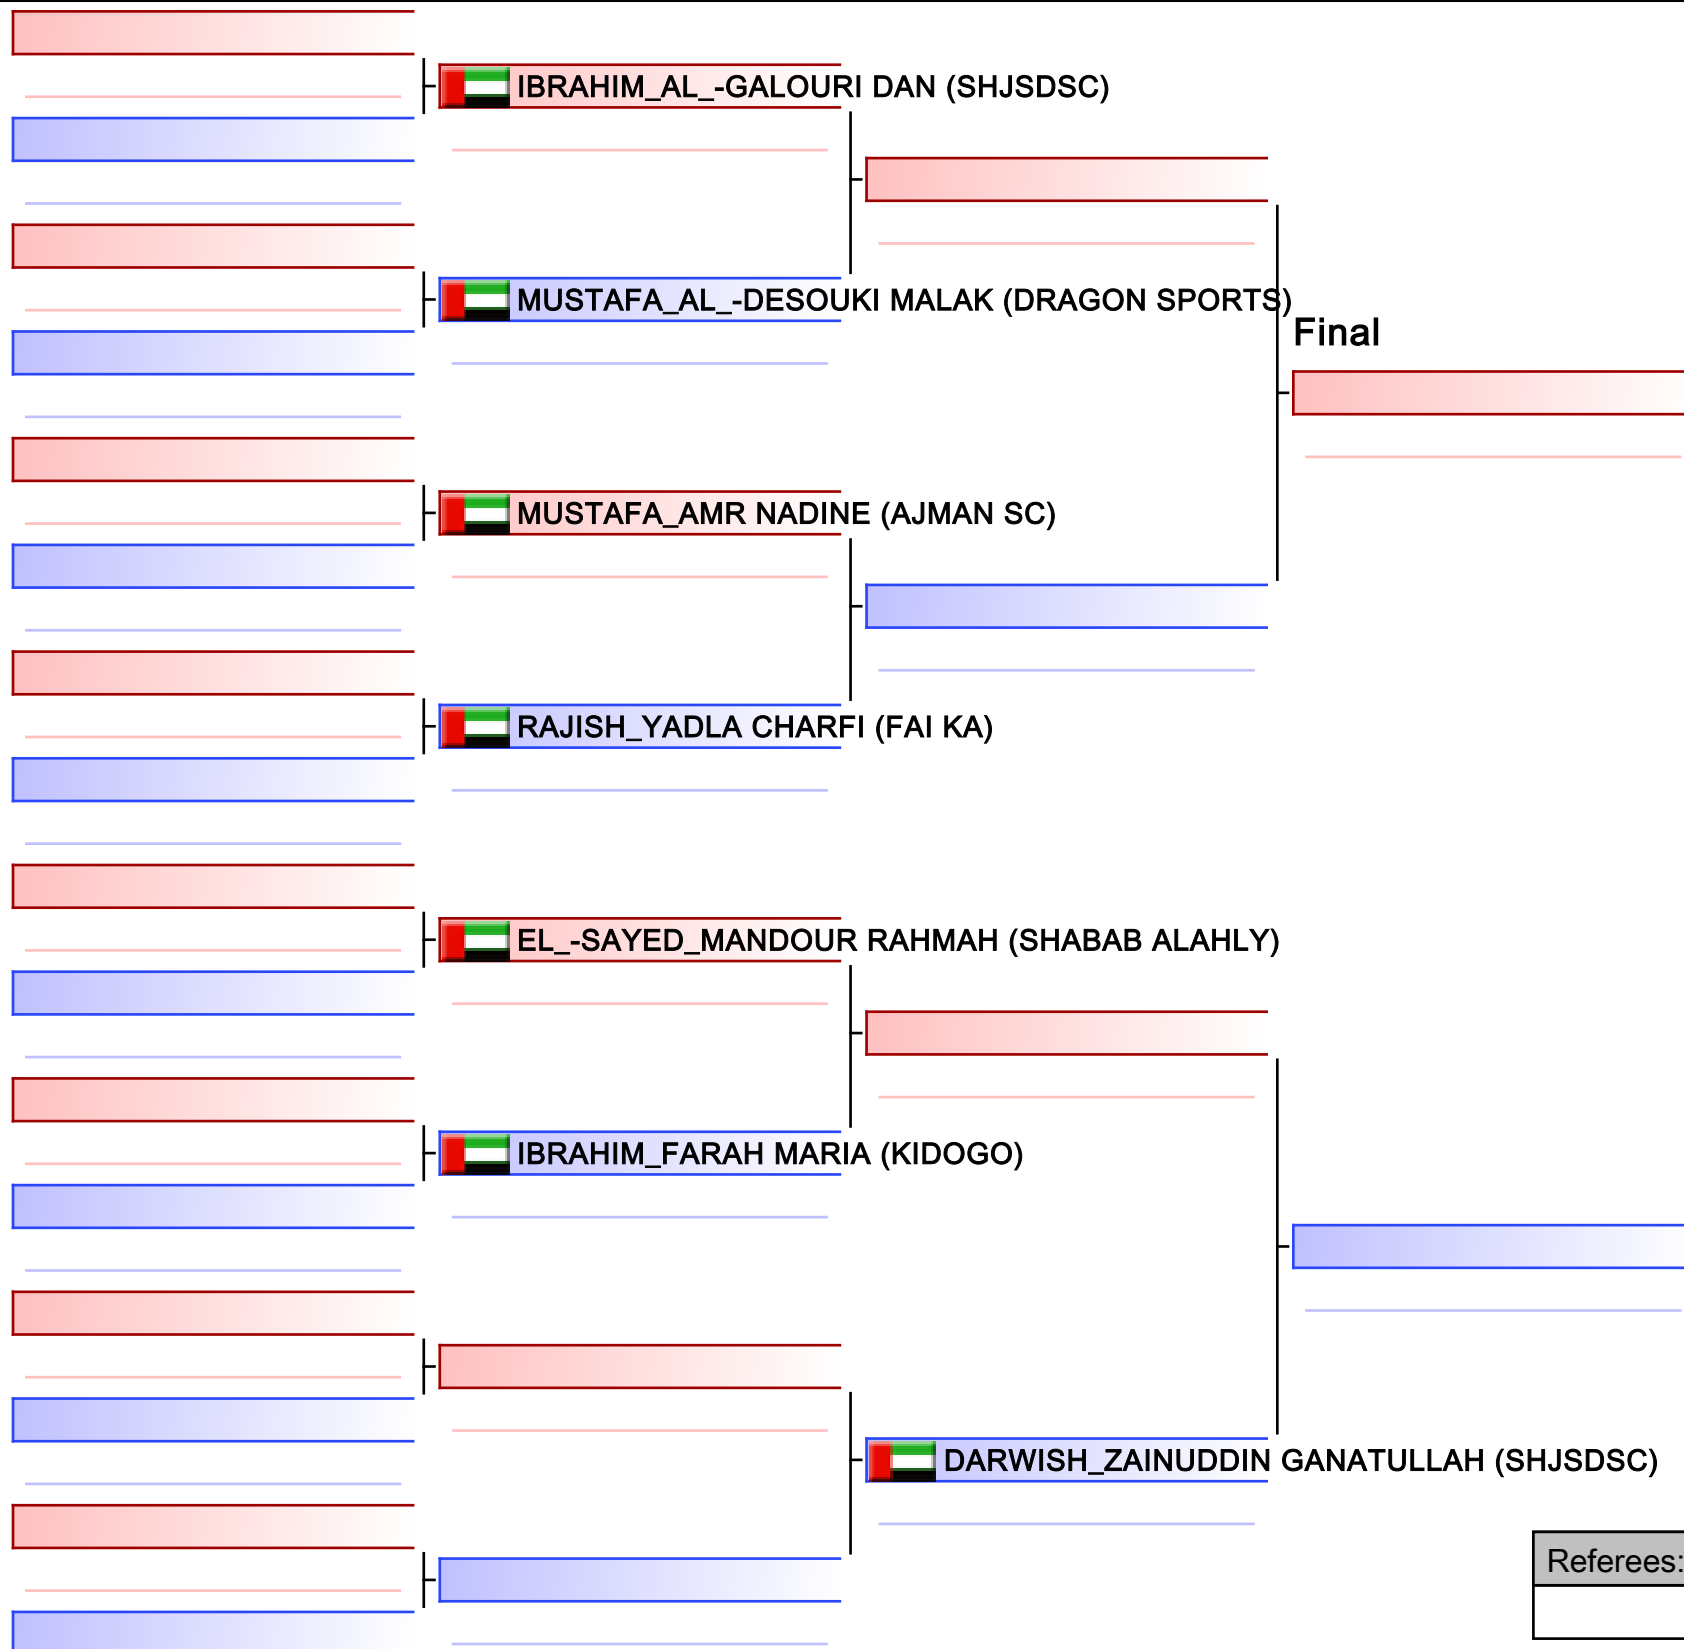 IBRAHIM_AL_-GALOURI DAN (SHJSDSC)
MUSTAFA_AL_-DESOUKI MALAK (DRAGON SPORTS)
Final
MUSTAFA_AMR NADINE (AJMAN SC)
RAJISH_YADLA CHARFI (FAI KA)
EL_-SAYED_MANDOUR RAHMAH (SHABAB ALAHLY)
IBRAHIM_FARAH MARIA (KIDOGO)
DARWISH_ZAINUDDIN GANATULLAH (SHJSDSC)
Referees: